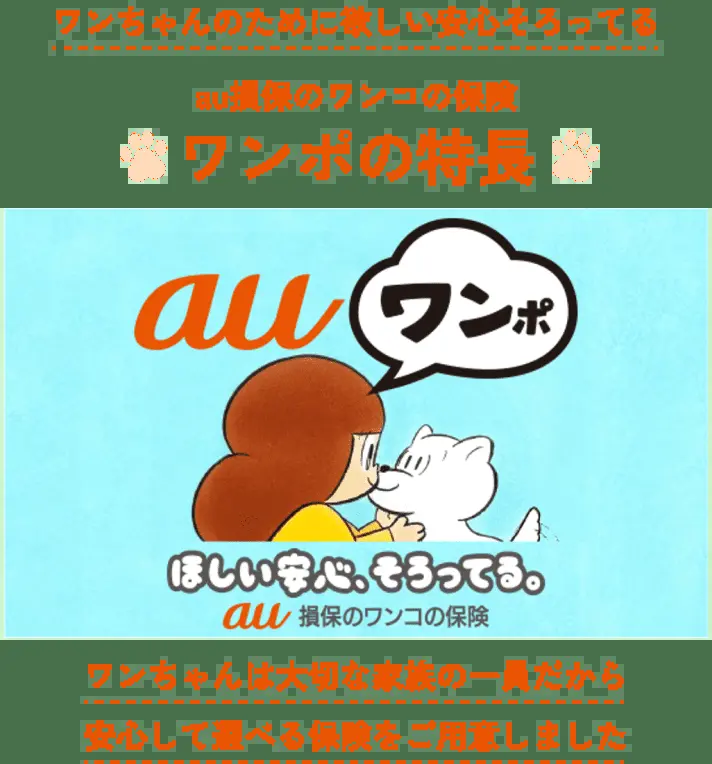 ワンちゃんのために欲しい安心そろってる
au損保のワンコの保険
ワンポの特長
au ワンポ
ほしい安心、そろってる。
au 損保のワンコの保険
ワンちゃんは大切な家族の一員だから
安心して選べる保険をご用意しました